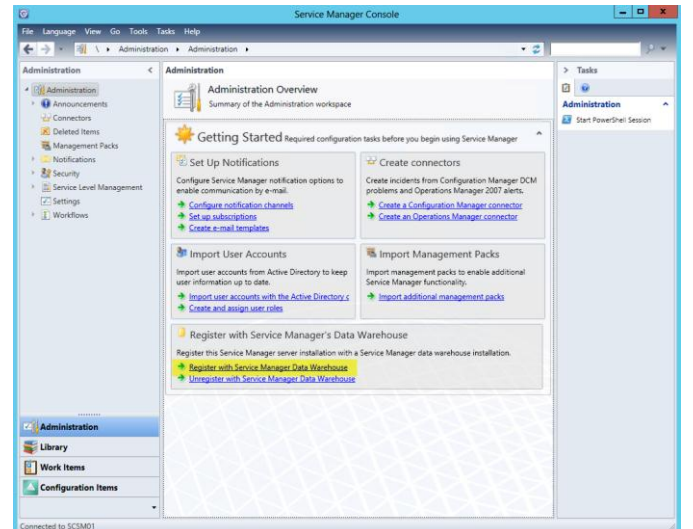 Service Manager Console
File Language View Go Tools Tasks Help
Administration Administration
Administration
Administration
Announcements
Connectors
Deleted Items
Management Packs
Notifications
Security
Service Level Management
Settings
Workflows
Administration
Library
Work Items
Configuration Items
Connected to SCSM01
Administration
Administration Overview
Summary of the Administration workspace
Getting Started Required configuration tasks before you begin using Service Manager
Set Up Notifications
Configure Service Manager notification options to
enable communication by e-mail.
Configure notification channels
Set up subscriptions
Create e-mail templates
Create connectors
Create incidents from Configuration Manager DCM
problems and Operations Manager 2007 alerts.
Create a Configuration Manager connector
Create an Operations Manager connector
Import User Accounts
Import user accounts from Active Directory to keep
user information up to date.
Import user accounts with the Active Directory c
Create and assign user roles
Import Management Packs
Import management packs to enable additional
Service Manager functionality.
Import additional management packs
Register with Service Manager's Data Warehouse
Register this Service Manager server installation with a Service Manager data warehouse installation.
Register with Service Manager Data Warehouse
Unregister with Service Manager Data Warehouse
Tasks
Administration
Start PowerShell Session